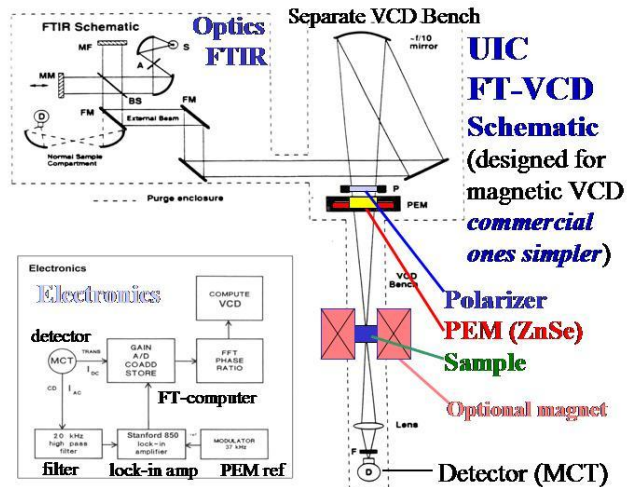 Separate VCD Bench
FTIR Schematic
Optics
FTIR
MF
S
A
MM
BS
FM
FM
D
External Beam
Normal Sample
Compartment
Purge enclosure
~f/10
mirror
P
PEM
VCD
Bench
Lens
F
D
UIC
FT-VCD
Schematic
(designed for
magnetic VCD
commercial
ones simpler)
Polarizer
PEM (ZnSe)
Sample
Optional magnet
Detector (MCT)
Electronics
Electronics
detector
MCT
TRANS
I DC
CD
I AC
GAIN
A/D
COADD
STORE
COMPUTE
VCD
FFT
PHASE
RATIO
FT-computer
20 kHz
high pass
filter
Stanford 850
lock-in
amplifier
MODULATOR
37 kHz
filter
lock-in amp
PEM ref